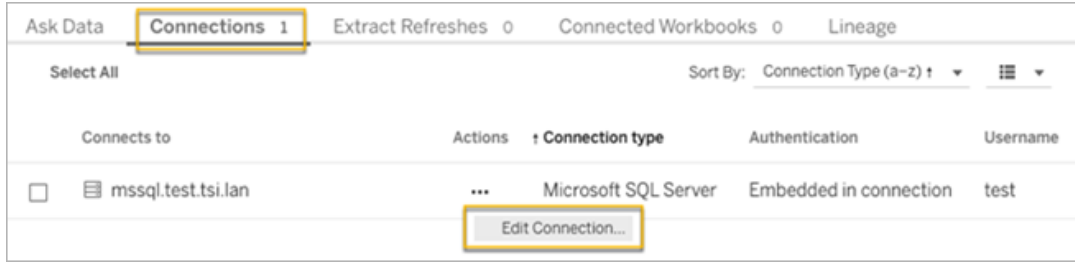 Ask Data Connections 1 Extract Refreshes 0 Connected Workbooks 0 Lineage
Select All Sort By: Connection Type (a–z) ↑
Connects to Actions ↑ Connection type Authentication Username
mssql.test.tsi.lan ... Microsoft SQL Server Embedded in connection test
Edit Connection...